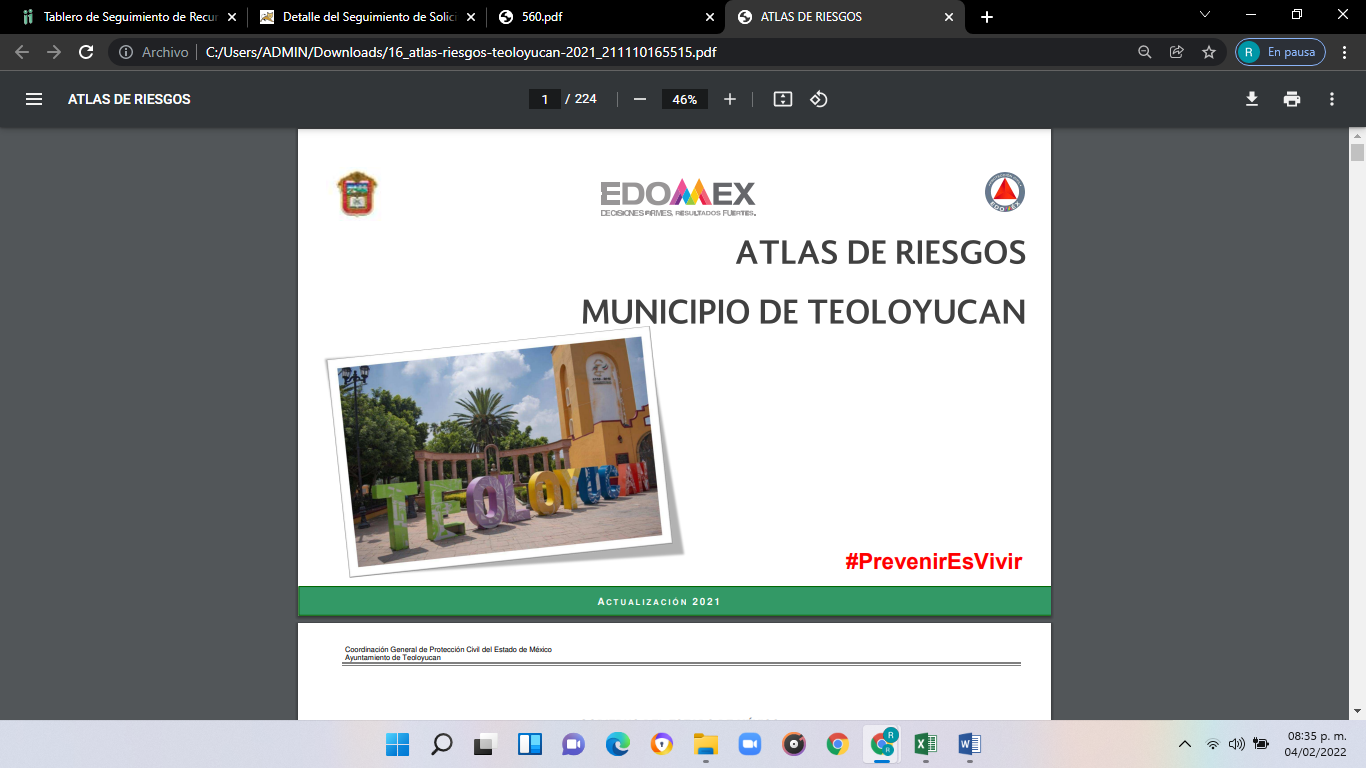 Tablero de Seguimiento de Recur
Detalle del Seguimiento de Solici
560.pdf
ATLAS DE RIESGOS
Archivo
C:/Users/ADMIN/Downloads/16_atlas-riesgos-teoloyucan-2021_211110165515.pdf
R
En pausa
ATLAS DE RIESGOS
1 / 224
46%
EDOMEX
DECISIONES FIRMES, RESULTADOS FUERTES.
ATLAS DE RIESGOS
MUNICIPIO DE TEOLOYUCAN
TEOLOYUCAN
#PrevenirEsVivir
ACTUALIZACIÓN 2021
Coordinación General de Protección Civil del Estado de México
Ayuntamiento de Teoloyucan
08:35 p. m.
04/02/2022